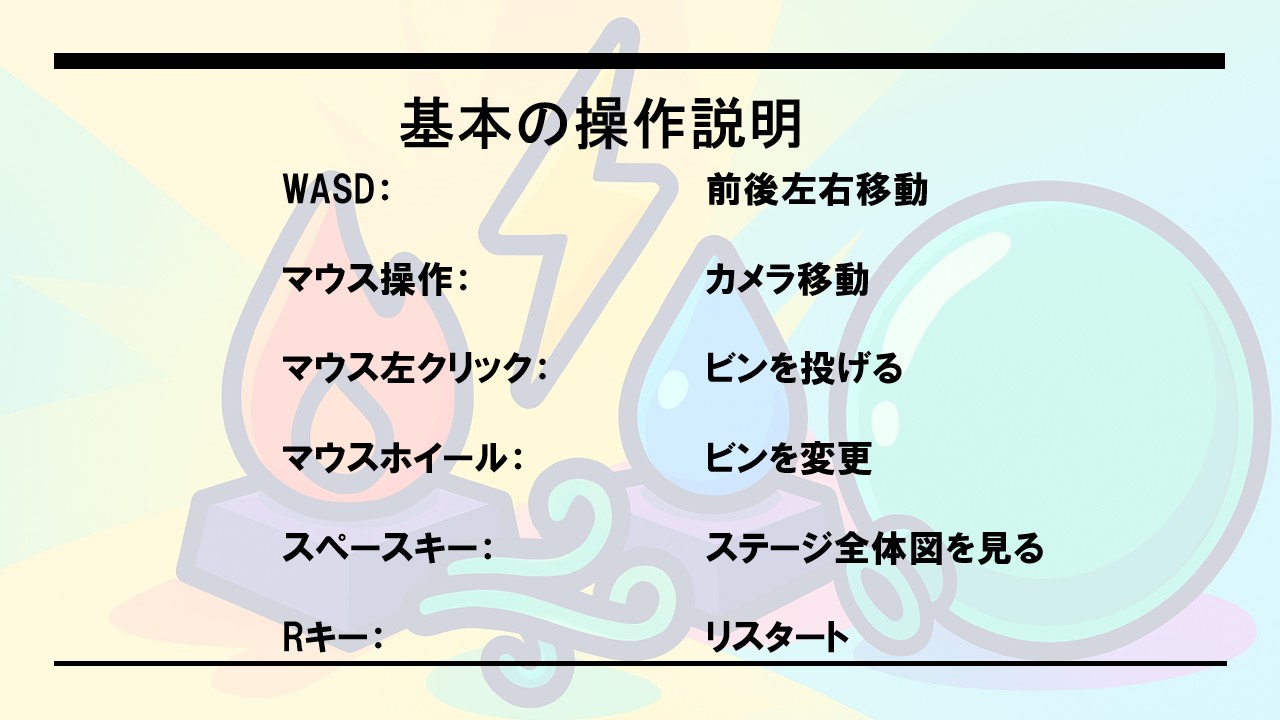 基本の操作説明
WASD: 前後左右移動
マウス操作: カメラ移動
マウス左クリック: ビンを投げる
マウスホイール: ビンを変更
スペースキー: ステージ全体図を見る
Rキー: リスタート